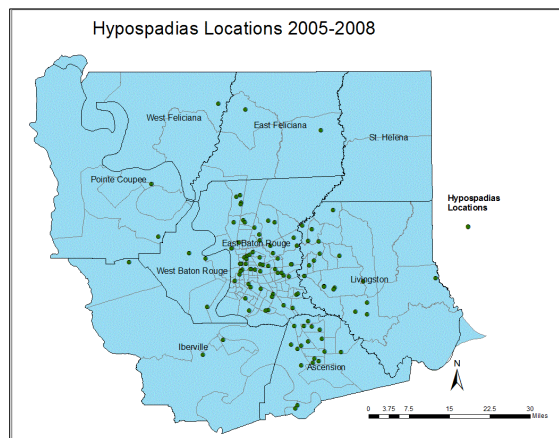 Hypospadias Locations 2005-2008
West Feliciana
East Feliciana
St. Helena
Pointe Coupee
Hypospadias
Locations
East Baton Rouge
West Baton Rouge
Livingston
Iberville
Ascension
N
0 3.75 7.5 15 22.5 30
Miles